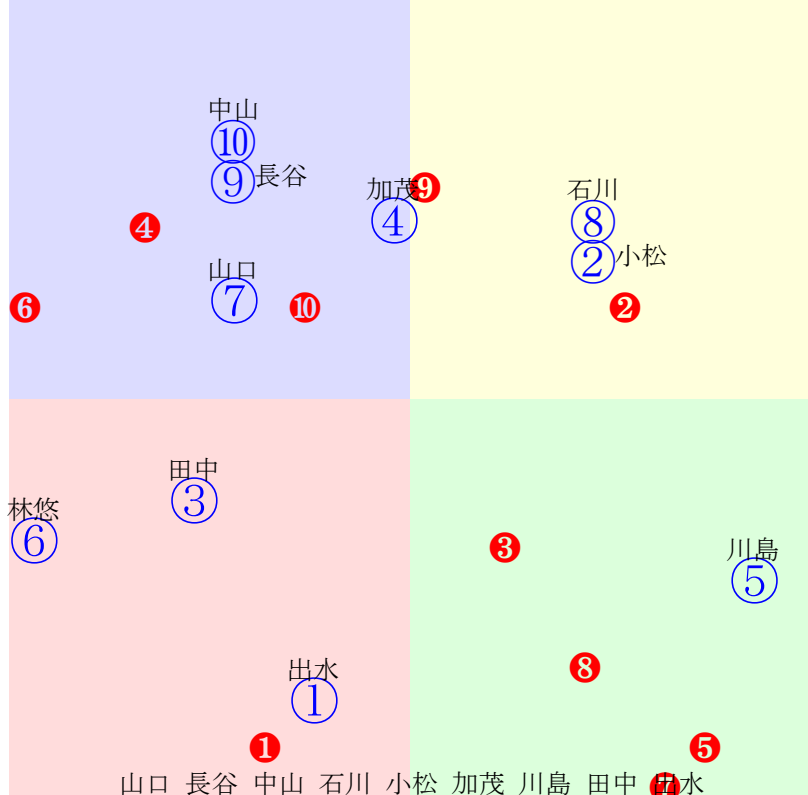 中山
⑩
⑨長谷
加茂❾
石川
④
⑧
❹
②小松
山口
⑦
❻
❿
❷
田中
③
林悠
⑥
❸
川島
⑤
❽
出水
①
❶
❺
山口 長谷 中山 石川 小松 加茂 川島 田中 出水